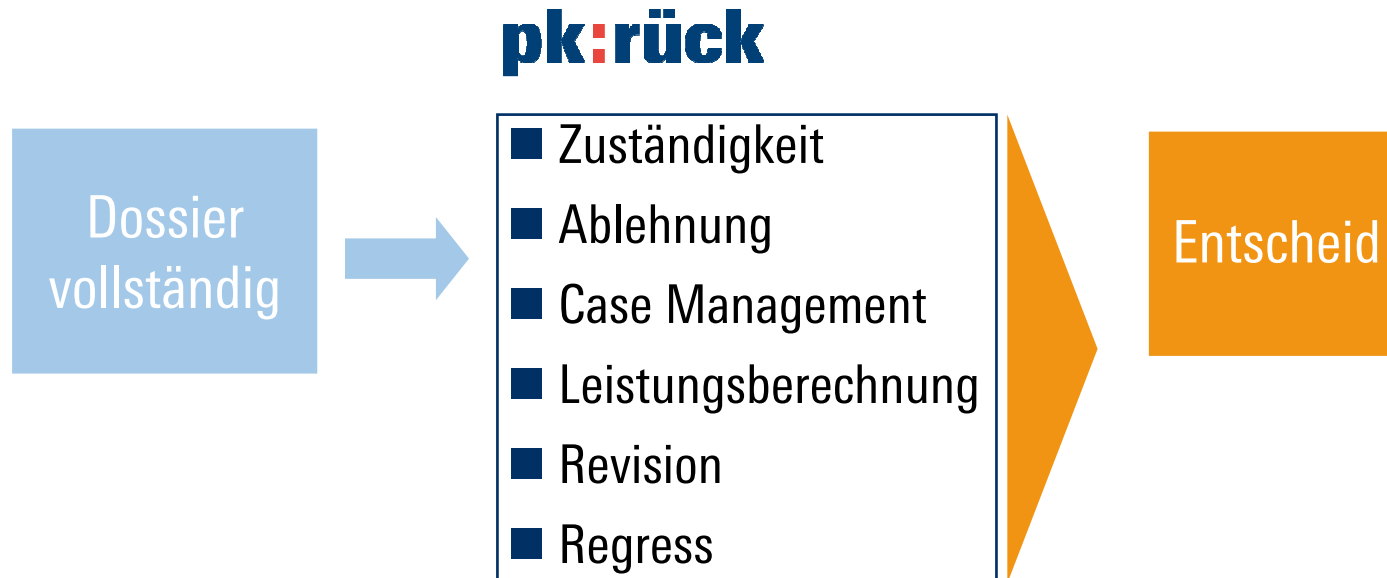 pk:rück
Dossier
vollständig
Zuständigkeit
Ablehnung
Case Management
Leistungsberechnung
Revision
Regress
Entscheid